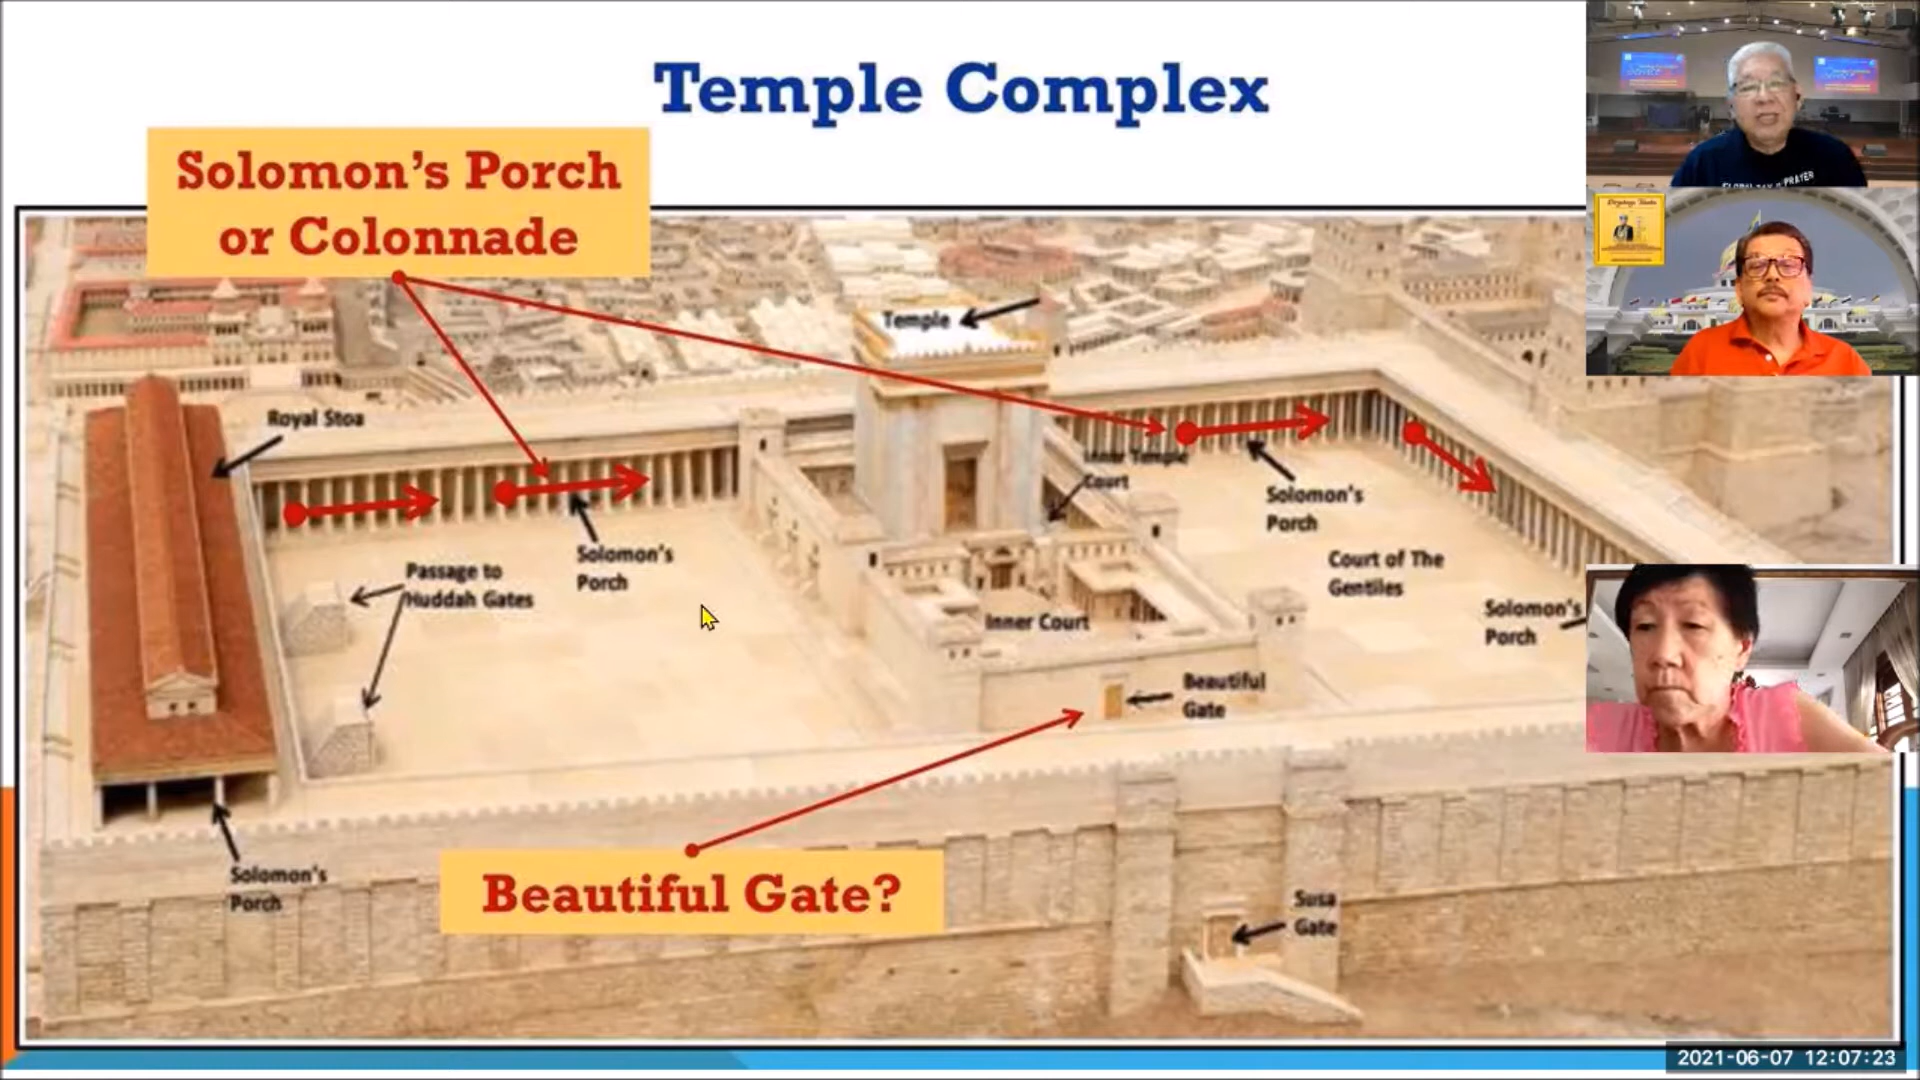 Temple Complex
Solomon's Porch
or Colonnade
Temple
Royal Stoa
Inner Temple
Court
Solomon's
Porch
Solomon's
Porch
Court of The
Gentiles
Passage to
Huddah Gates
Solomon's
Porch
Inner Court
Beautiful
Gate
Solomon's
Porch
Beautiful Gate?
Susa
Gate
PRAYER
2021-06-07 12:07:23